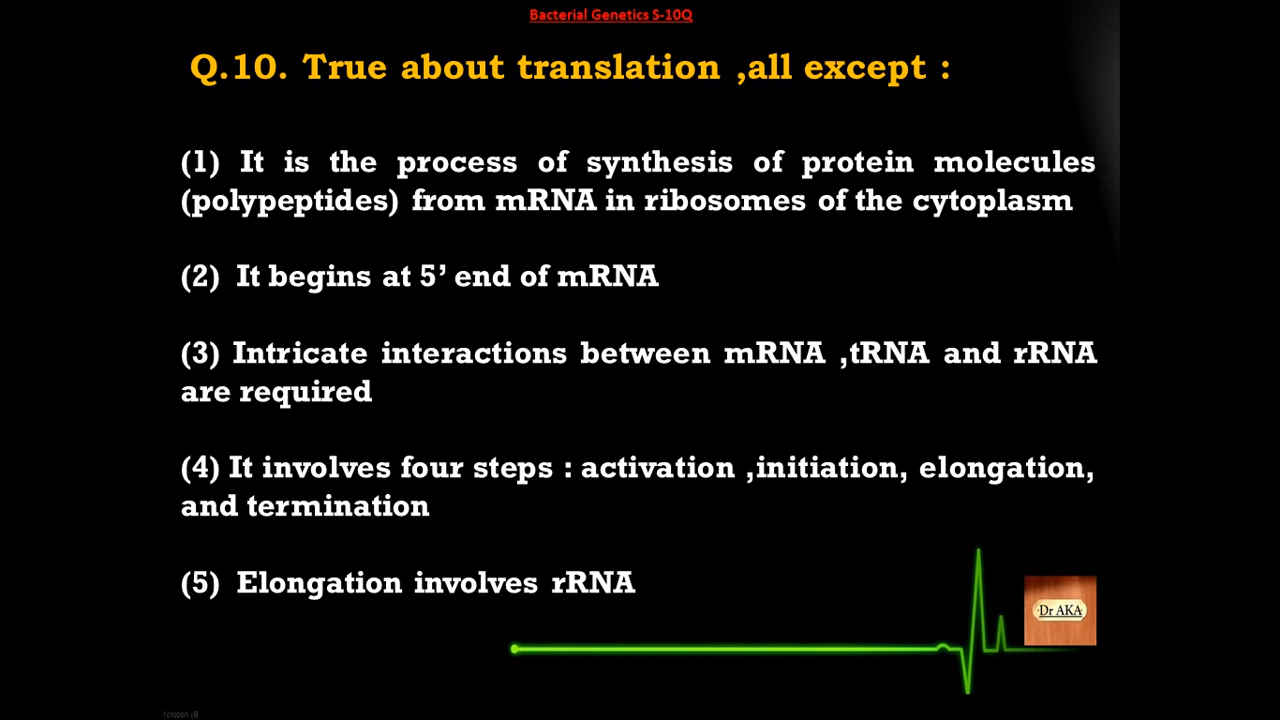 Bacterial Genetics S-10Q
Q.10. True about translation ,all except :
(1) It is the process of synthesis of protein molecules
(polypeptides) from mRNA in ribosomes of the cytoplasm
(2) It begins at 5’ end of mRNA
(3) Intricate interactions between mRNA ,tRNA and rRNA
are required
(4) It involves four steps : activation ,initiation, elongation,
and termination
(5) Elongation involves rRNA
Dr AKA